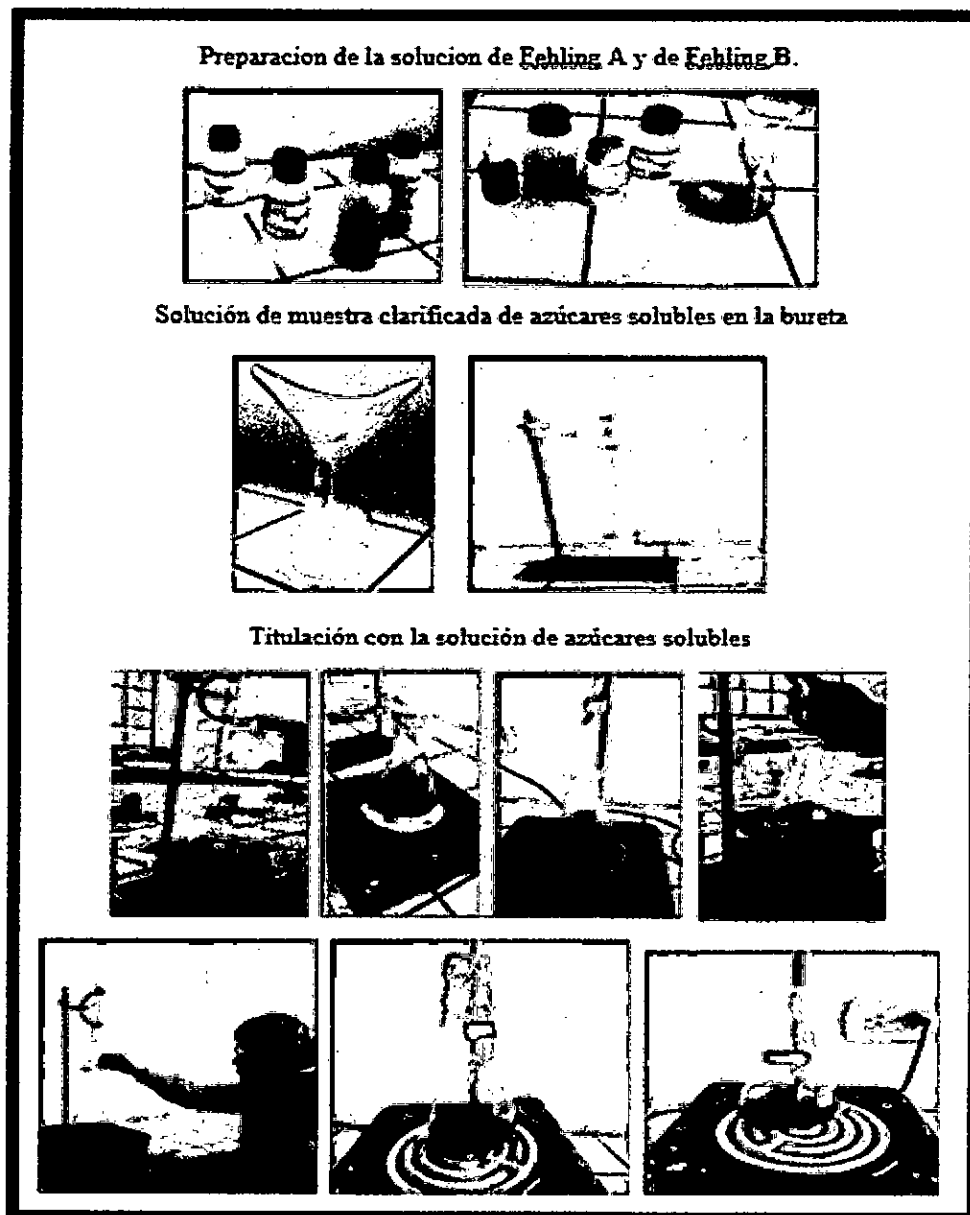 Preparacion de la solucion de Fehling A y de Fehling B.
Solución de muestra clarificada de azúcares solubles en la bureta
Titulación con la solución de azúcares solubles